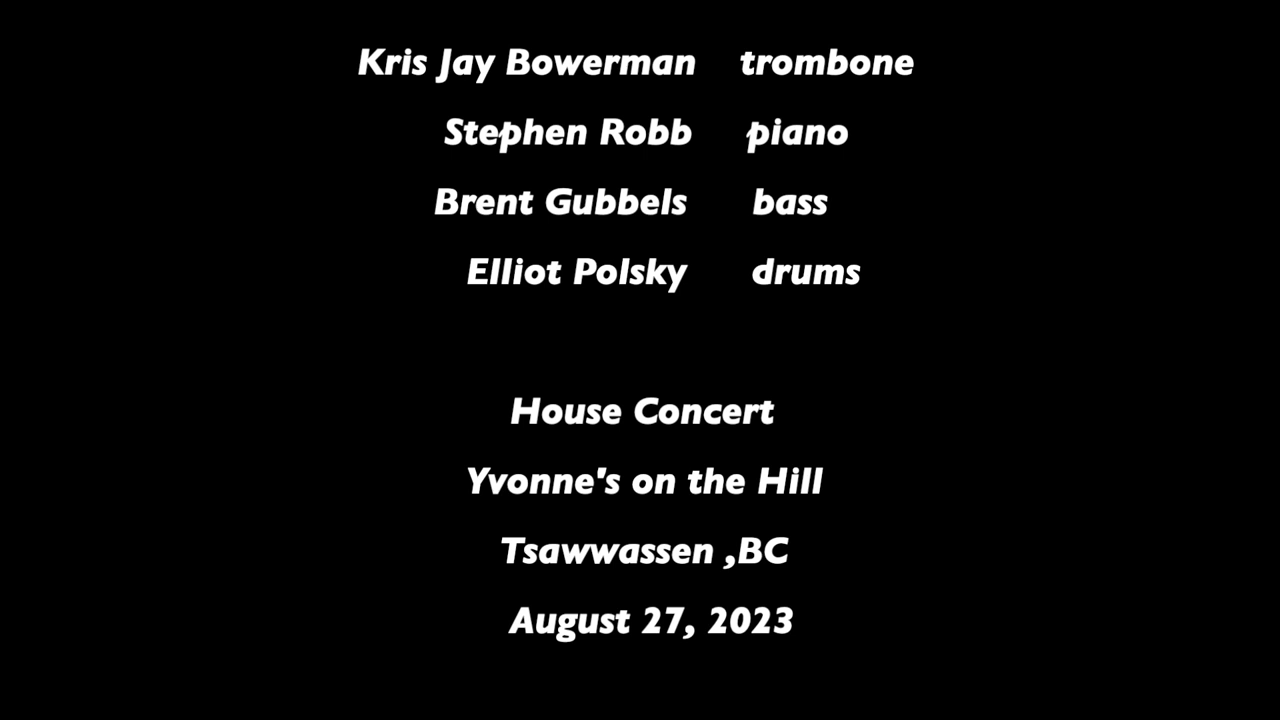 Kris Jay Bowerman trombone
Stephen Robb piano
Brent Gubbels bass
Elliot Polsky drums
House Concert
Yvonne's on the Hill
Tsawwassen ,BC
August 27, 2023